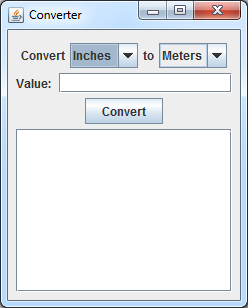 Converter
Convert Inches to Meters
Value:
Convert